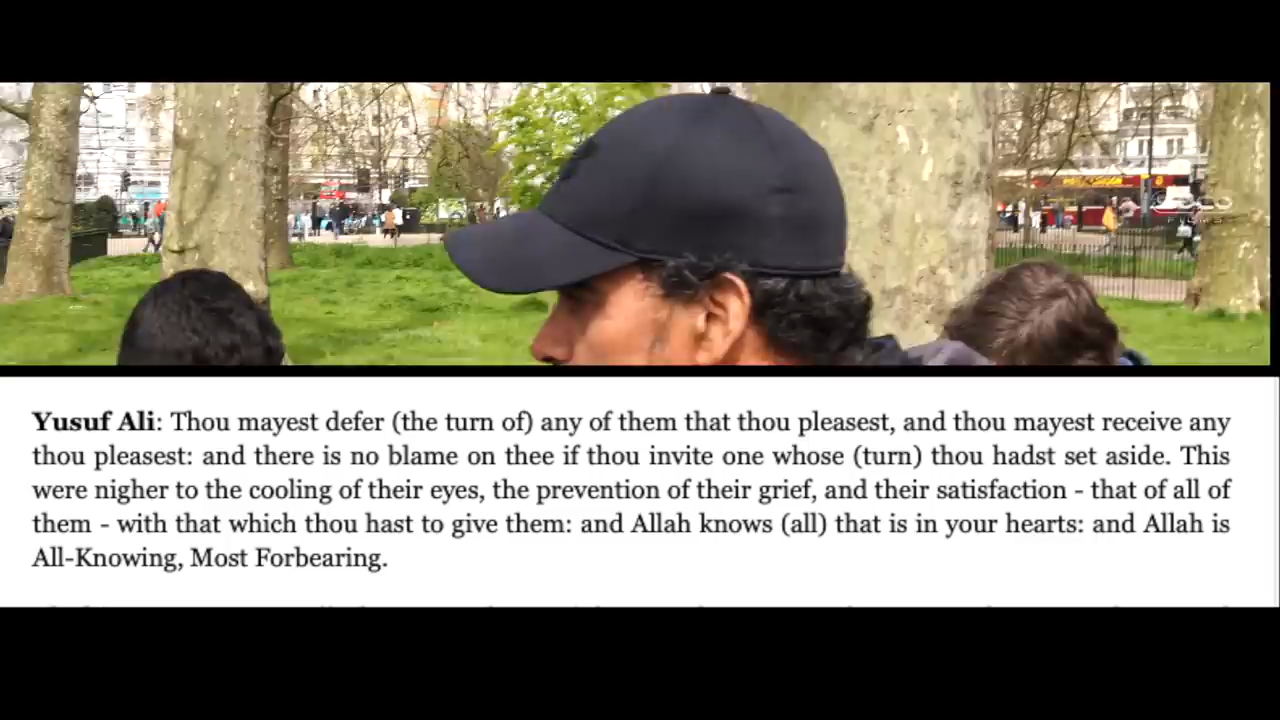 Yusuf Ali: Thou mayest defer (the turn of) any of them that thou pleasest, and thou mayest receive any
thou pleasest: and there is no blame on thee if thou invite one whose (turn) thou hadst set aside. This
were nigher to the cooling of their eyes, the prevention of their grief, and their satisfaction - that of all of
them - with that which thou hast to give them: and Allah knows (all) that is in your hearts: and Allah is
All-Knowing, Most Forbearing.